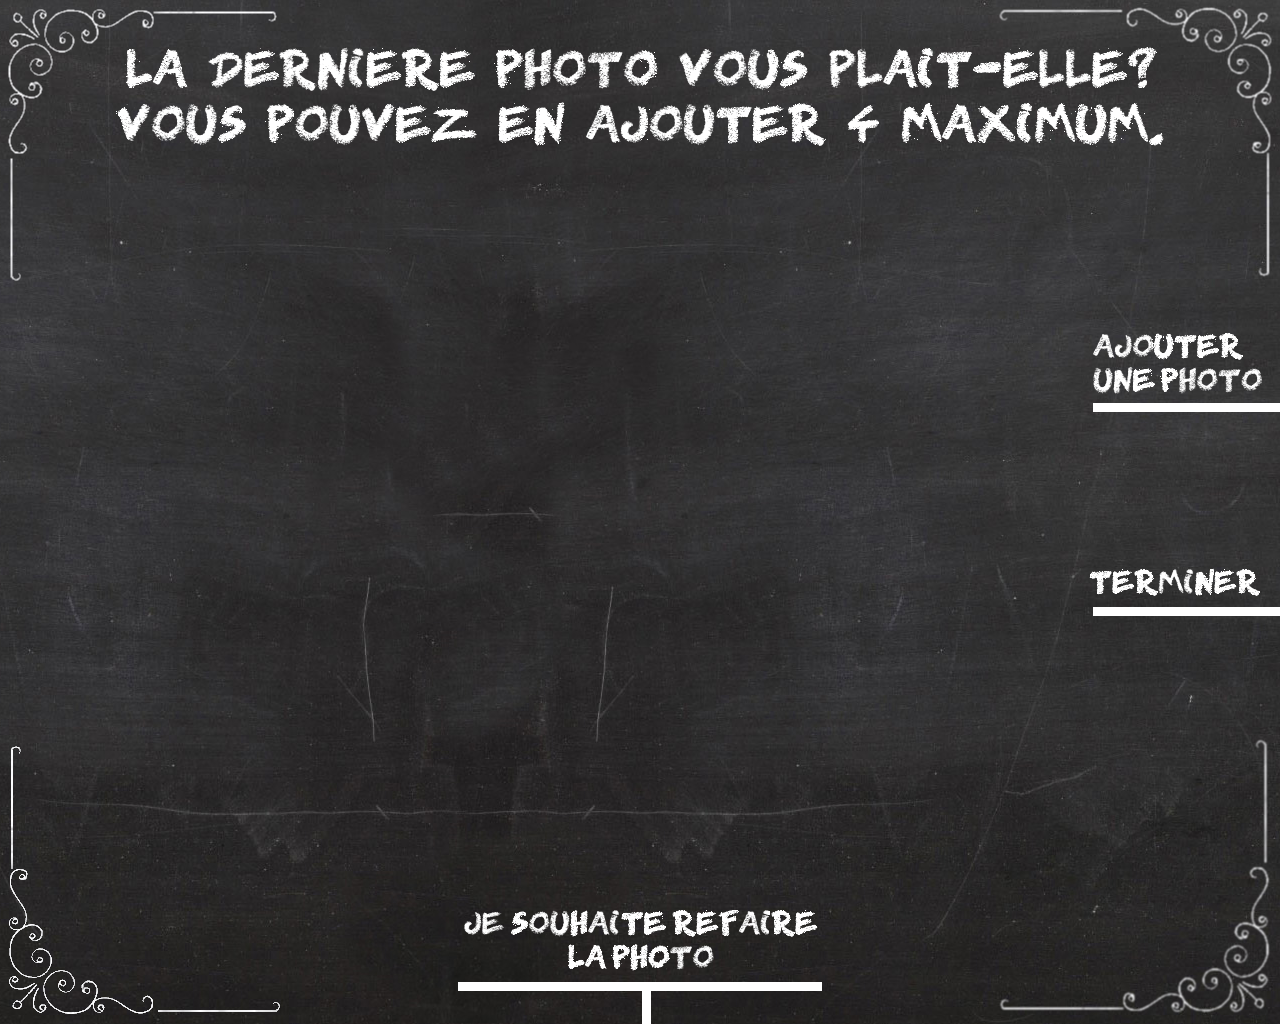 LA DERNIERE PHOTO VOUS PLAIT-ELLE?
VOUS POUVEZ EN AJOUTER 4 MAXIMUM.
AJOUTER
UNE PHOTO
TERMINER
JE SOUHAITE REFAIRE
LA PHOTO